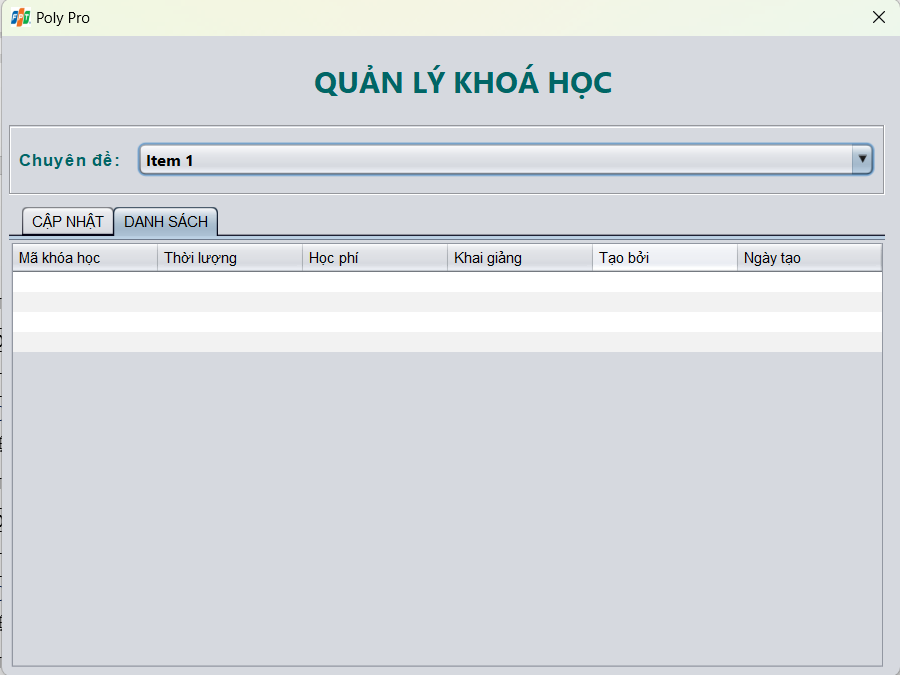 FPT Poly Pro
QUẢN LÝ KHOÁ HỌC
Chuyên đề: Item 1
CẬP NHẬT DANH SÁCH
Mã khóa học Thời lượng Học phí Khai giảng Tạo bởi Ngày tạo